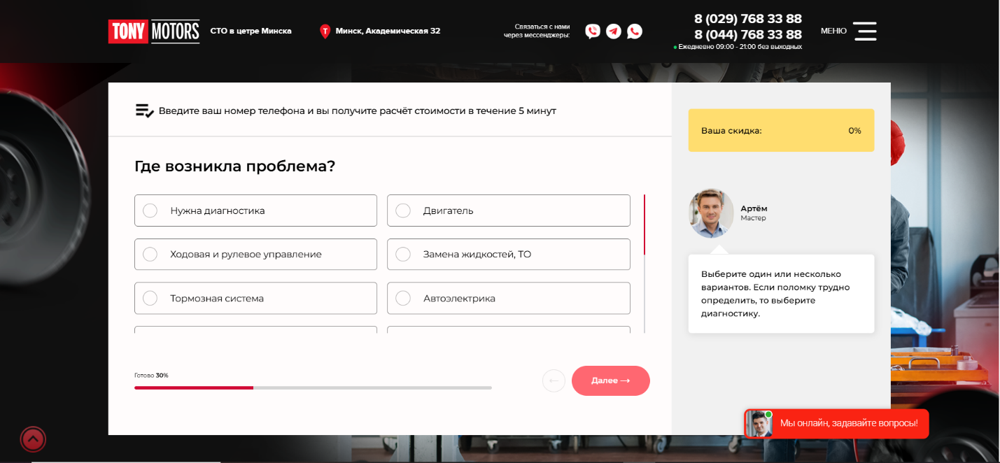 TONY MOTORS
СТО в цетре Минска
Т
Минск, Академическая 32
Связаться с нами
через мессенджеры:
8 (029) 768 33 88
8 (044) 768 33 88
Ежедневно 09:00 - 21:00 без выходных
МЕНЮ
Введите ваш номер телефона и вы получите расчёт стоимости в течение 5 минут
Где возникла проблема?
Нужна диагностика
Двигатель
Ходовая и рулевое управление
Замена жидкостей, ТО
Тормозная система
Автоэлектрика
Готово 30%
← Далее →
Ваша скидка: 0%
Артём
Мастер
Выберите один или несколько
вариантов. Если поломку трудно
определить, то выберите
диагностику.
Мы онлайн, задавайте вопросы!